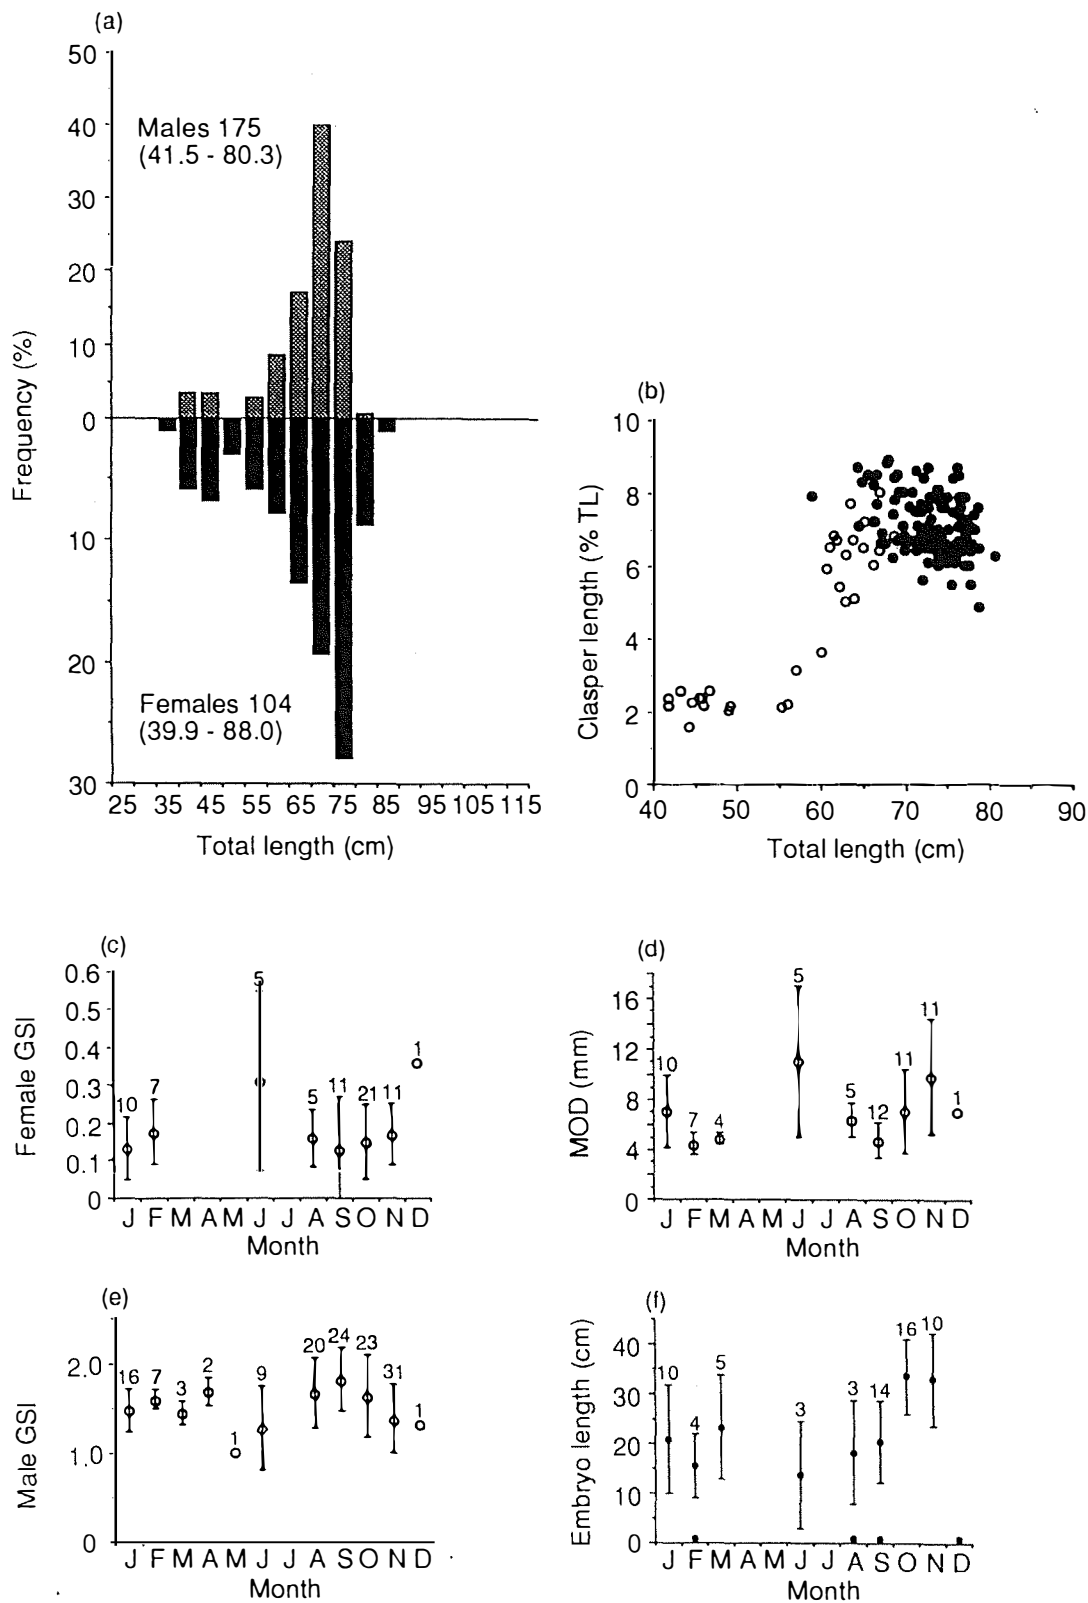 (a)
50
40
30
20
10
0
10
20
30
Frequency (%)
Males 175
(41.5 - 80.3)
Females 104
(39.9 - 88.0)
25 35 45 55 65 75 85 95 105 115
Total length (cm)
(b)
10
8
6
4
2
0
Clasper length (% TL)
40 50 60 70 80 90
Total length (cm)
(c)
0.6
0.5
0.4
0.3
0.2
0.1
0
Female GSI
10 7 5 5 11 21 11 1
J F M A M J J A S O N D
Month
(d)
16
12
8
4
0
MOD (mm)
10 7 4 5 5 12 11 11 1
J F M A M J J A S O N D
Month
(e)
2.0
1.0
0
Male GSI
16 7 3 2 1 9 20 24 23 31 1
J F M A M J J A S O N D
Month
(f)
40
30
20
10
0
Embryo length (cm)
10 4 5 3 3 14 16 10
J F M A M J J A S O N D
Month